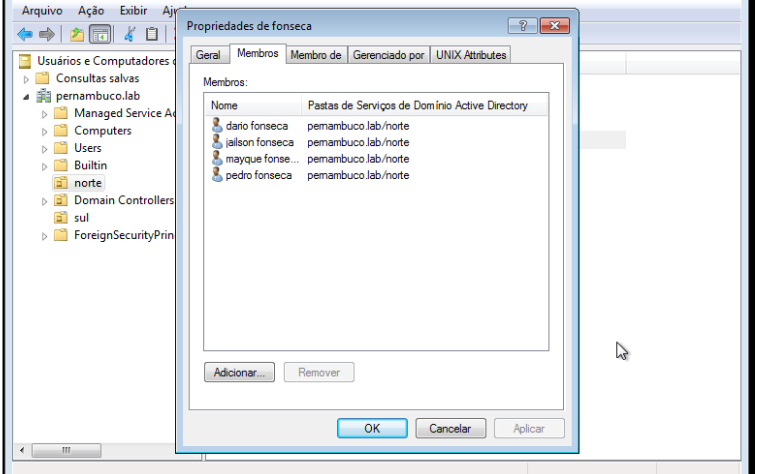 Arquivo Ação Exibir
Propriedades de fonseca
Geral Membros Membro de Gerenciado por UNIX Attributes
Usuários e Computadores
Consultas salvas
pernambuco.lab
Managed Service
Computers
Users
Builtin
norte
Domain Controllers
sul
Membros:
Nome Pastas de Serviços de Domínio Active Directory
dario fonseca pernambuco.lab/norte
jailson fonseca pernambuco.lab/norte
mayque fonse... pernambuco.lab/norte
pedro fonseca pernambuco.lab/norte
Adicionar... Remover
OK Cancelar Aplicar